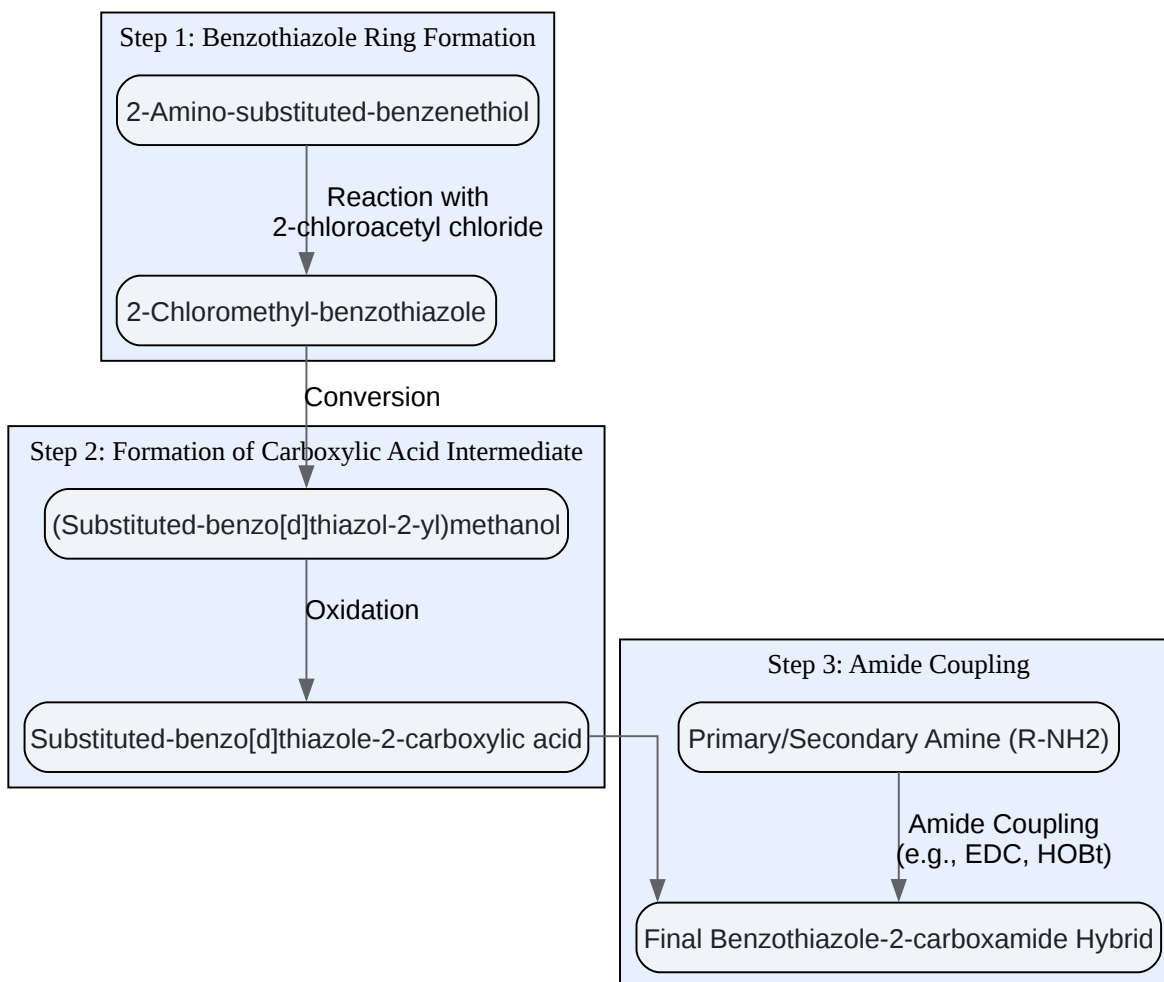 Step 1: Benzothiazole Ring Formation
2-Amino-substituted-benzenethiol
Reaction with
2-chloroacetyl chloride
2-Chloromethyl-benzothiazole
Conversion
Step 2: Formation of Carboxylic Acid Intermediate
(Substituted-benzo[d]thiazol-2-yl)methanol
Oxidation
Substituted-benzo[d]thiazole-2-carboxylic acid
Step 3: Amide Coupling
Primary/Secondary Amine (R-NH2)
Amide Coupling
(e.g., EDC, HOBt)
Final Benzothiazole-2-carboxamide Hybrid